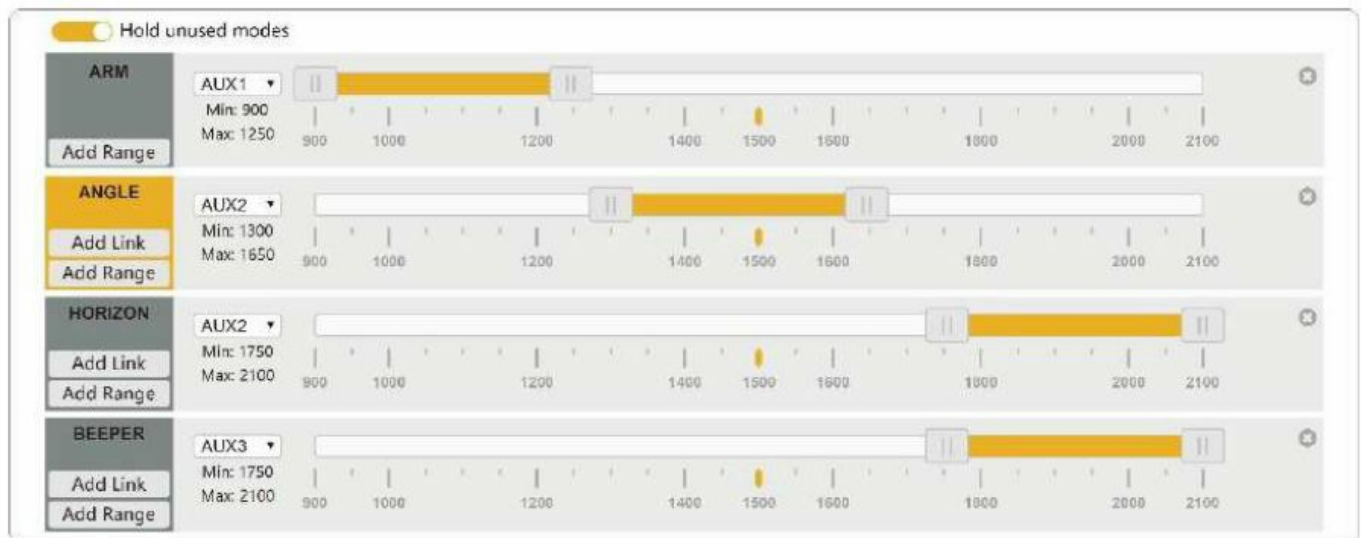 Hold unused modes
ARM
AUX1
Min: 900
Max: 1250
Add Range
900 1000 1200 1400 1500 1600 1800 2000 2100
ANGLE
AUX2
Min: 1300
Max: 1650
Add Link
Add Range
900 1000 1200 1400 1500 1600 1800 2000 2100
HORIZON
AUX2
Min: 1750
Max: 2100
Add Link
Add Range
900 1000 1200 1400 1500 1600 1800 2000 2100
BEEPER
AUX3
Min: 1750
Max: 2100
Add Link
Add Range
900 1000 1200 1400 1500 1600 1800 2000 2100